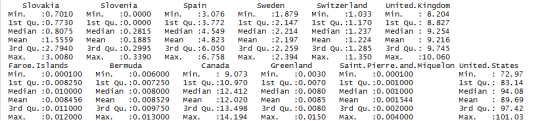 Slovakia Slovenia Spain Sweden Switzerland United.Kingdom
Min. :0.7010 Min. :0.0000 Min. :3.076 Min. :1.879 Min. :1.033 Min. : 8.204
1st Qu.:0.7730 1st Qu.:0.0000 1st Qu.:3.772 1st Qu.:2.147 1st Qu.:1.170 1st Qu.: 8.827
Median :0.8075 Median :0.2815 Median :4.549 Median :2.214 Median :1.237 Median : 9.254
Mean :1.5559 Mean :0.1885 Mean :4.823 Mean :2.197 Mean :1.224 Mean : 9.216
3rd Qu.:2.7940 3rd Qu.:0.2995 3rd Qu.:6.050 3rd Qu.:2.259 3rd Qu.:1.285 3rd Qu.: 9.745
Max. :3.0080 Max. :0.3390 Max. :6.758 Max. :2.394 Max. :1.350 Max. :10.060
Faroe.Islands Bermuda Canada Greenland Saint.Pierre.and.Miquelon United.States
Min. :0.000100 Min. :0.006000 Min. : 9.073 Min. :0.0030 Min. :0.000100 Min. : 72.97
1st Qu.:0.008250 1st Qu.:0.007250 1st Qu.:10.970 1st Qu.:0.0070 1st Qu.:0.001000 1st Qu.: 83.14
Median :0.010000 Median :0.008000 Median :12.412 Median :0.0080 Median :0.001000 Median : 94.08
Mean :0.008456 Mean :0.008529 Mean :12.020 Mean :0.0085 Mean :0.001544 Mean : 89.69
3rd Qu.:0.011000 3rd Qu.:0.009750 3rd Qu.:13.498 3rd Qu.:0.0080 3rd Qu.:0.002000 3rd Qu.: 97.42
Max. :0.012000 Max. :0.013000 Max. :14.194 Max. :0.0150 Max. :0.004000 Max. :101.03